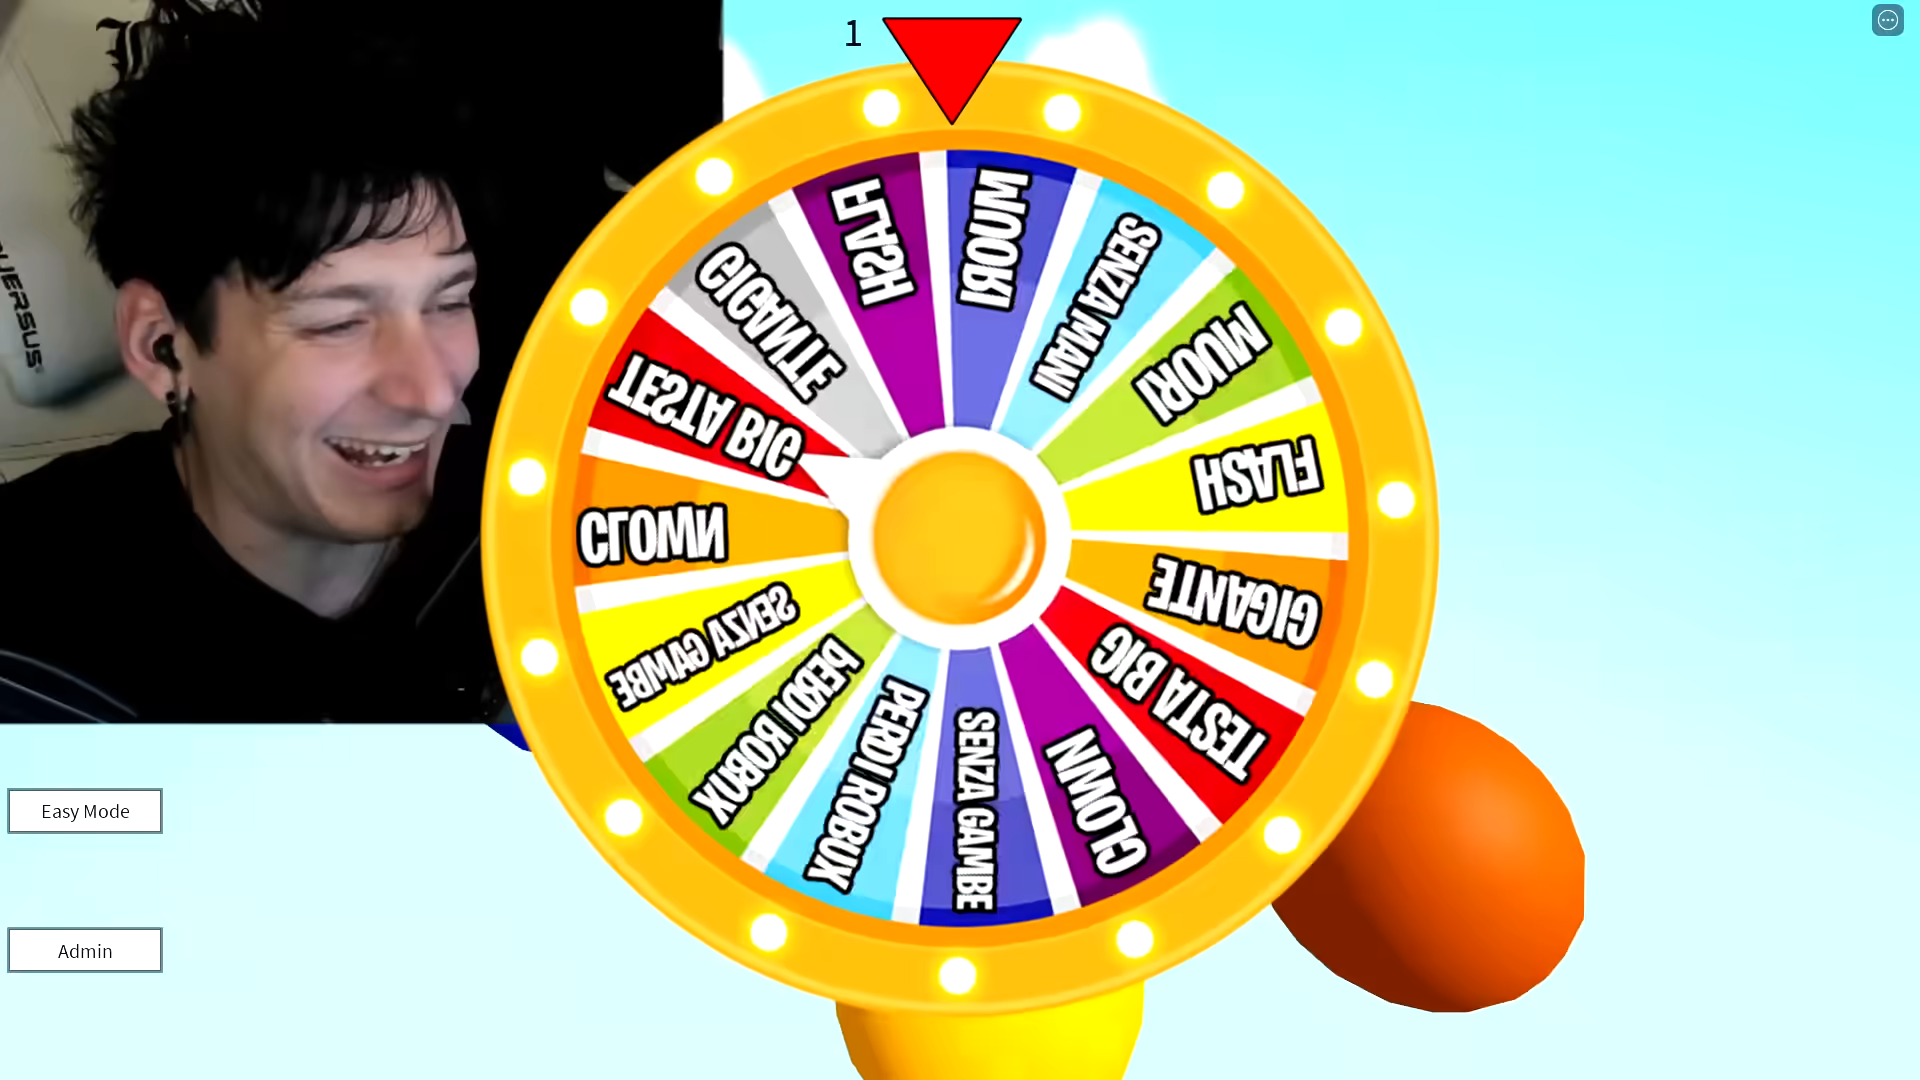 1
FLASH
MUORI
SENZA MANI
MUORI
FLASH
GIGANTE
TESTA BIG
CLOWN
SENZA GAMBE
PERDI ROBUX
PERDI ROBUX
SENZA GAMBE
CLOWN
TESTA BIG
GIGANTE
Easy Mode
Admin